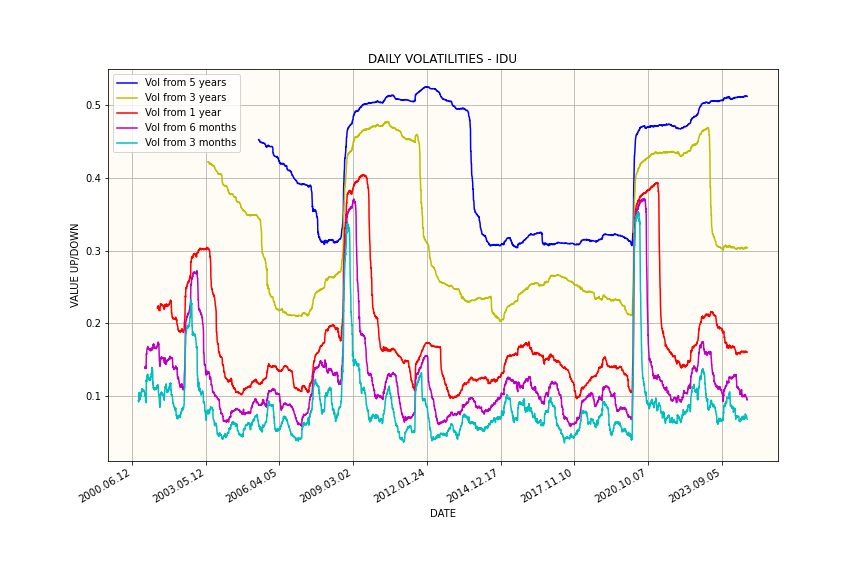 DAILY VOLATILITIES - IDU
Vol from 5 years
Vol from 3 years
Vol from 1 year
Vol from 6 months
Vol from 3 months
VALUE UP/DOWN
0.5
0.4
0.3
0.2
0.1
2000.06.12
2003.05.12
2006.04.05
2009.03.02
2012.01.24
2014.12.17
2017.11.10
2020.10.07
2023.09.05
DATE